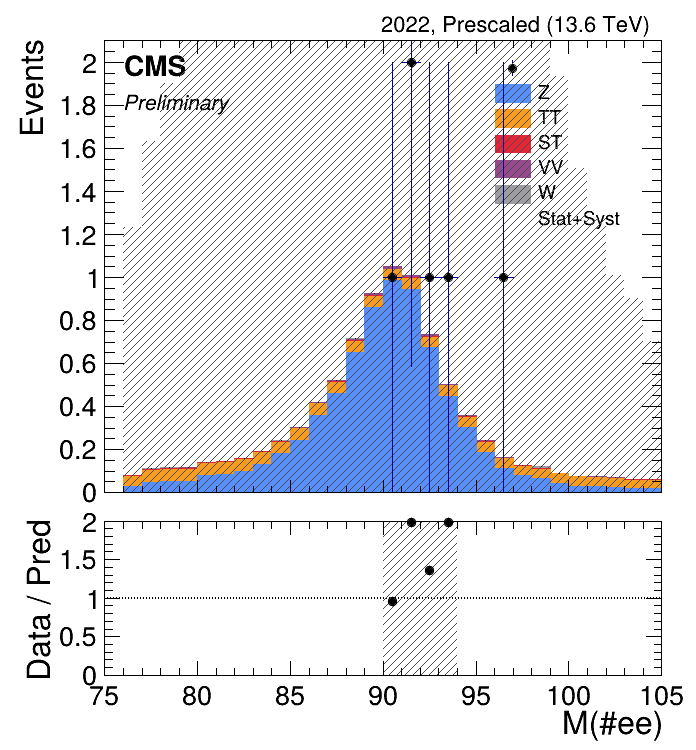 2022, Prescaled (13.6 TeV)
Events
CMS
Preliminary
Z
TT
ST
VV
W
Stat+Syst
2
1.8
1.6
1.4
1.2
1
0.8
0.6
0.4
0.2
0
Data / Pred
2
1.5
1
0.5
0
75 80 85 90 95 100 105
M(#ee)